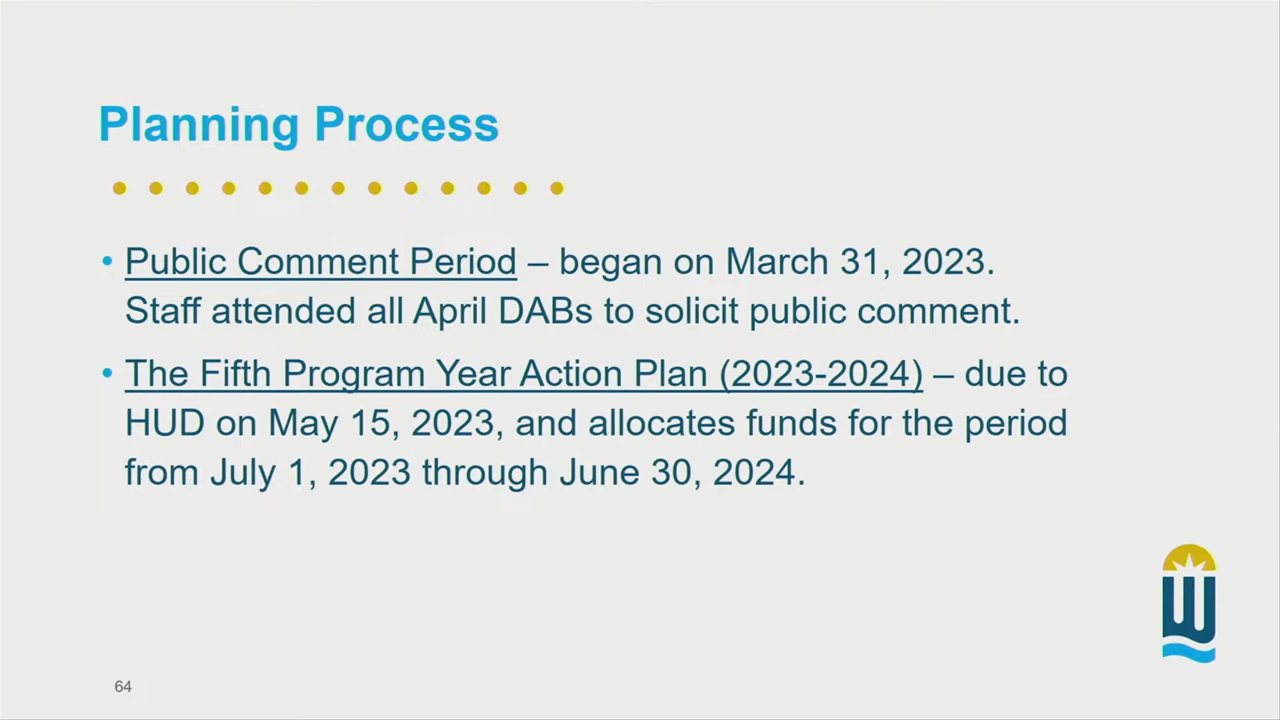 Planning Process
• Public Comment Period – began on March 31, 2023.
Staff attended all April DABs to solicit public comment.
• The Fifth Program Year Action Plan (2023-2024) – due to
HUD on May 15, 2023, and allocates funds for the period
from July 1, 2023 through June 30, 2024.
W
64